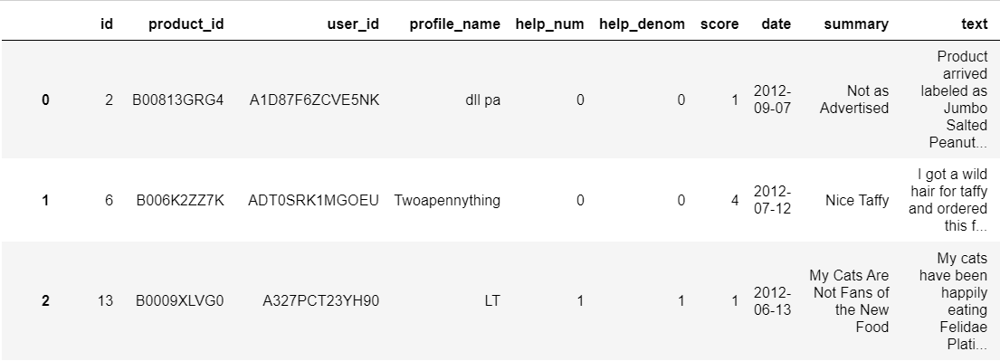 id product_id user_id profile_name help_num help_denom score date summary text
0 2 B00813GRG4 A1D87F6ZCVE5NK dll pa 0 0 1 2012-09-07 Not as Advertised Product arrived labeled as Jumbo Salted Peanut...
1 6 B006K2ZZ7K ADT0SRK1MGOEU Twoapennything 0 0 4 2012-07-12 Nice Taffy I got a wild hair for taffy and ordered this f...
2 13 B0009XLVG0 A327PCT23YH90 LT 1 1 1 2012-06-13 My Cats Are Not Fans of the New Food My cats have been happily eating Felidae Plati...